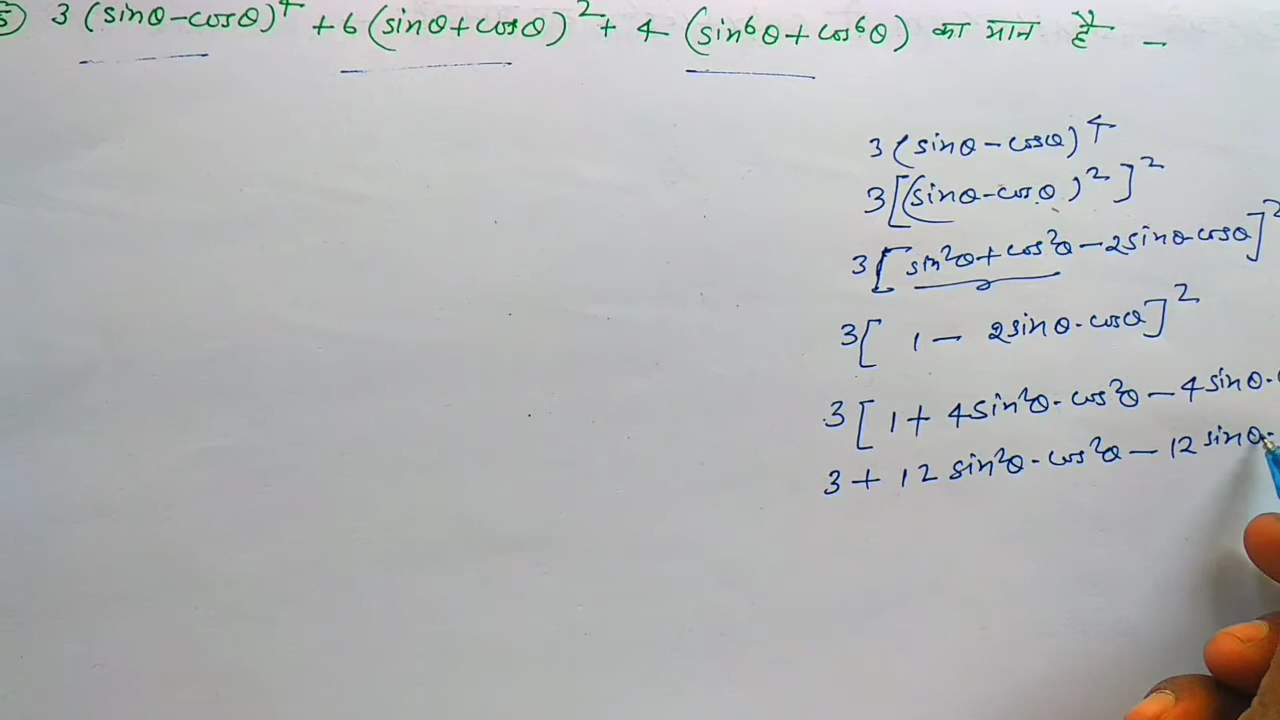 5) 3 (sinθ-cosθ)⁴ + 6 (sinθ+cosθ)² + 4 (sin⁶θ + cos⁶θ) का मान है -
3 (sinθ - cosθ)⁴
3 [(sinθ-cosθ)²]²
3 [sin²θ + cos²θ - 2sinθ·cosθ]²
3 [ 1 - 2sinθ·cosθ]²
3 [ 1 + 4sin²θ·cos²θ - 4sinθ·
3 + 12 sin²θ·cos²θ - 12 sinθ·